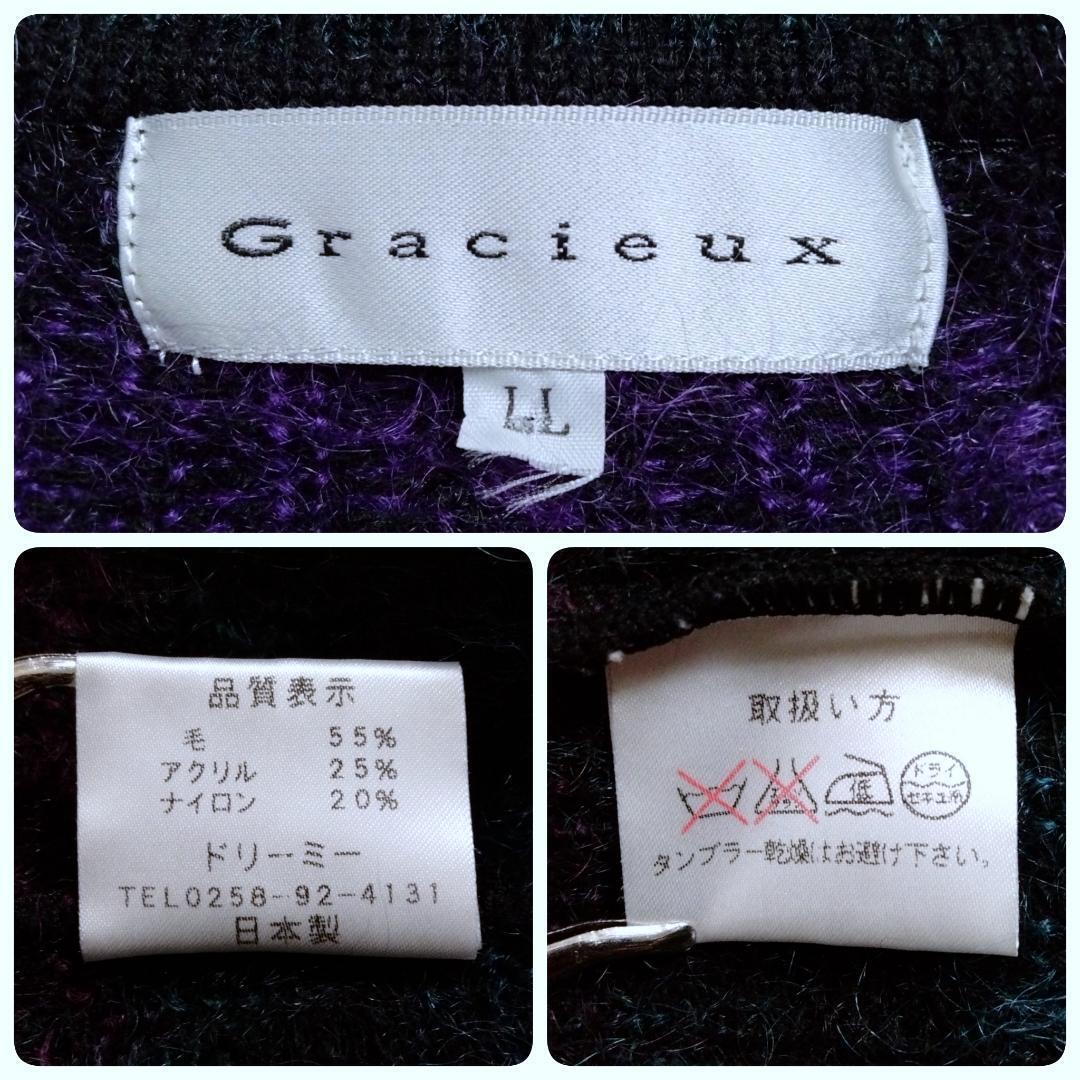 Gracieux
LL
品質表示
毛 55%
アクリル 25%
ナイロン 20%
ドリーミー
TEL0258-92-4131
日本製
取扱い方
低
ドライ
セキユ系
タンブラー乾燥はお避け下さい。